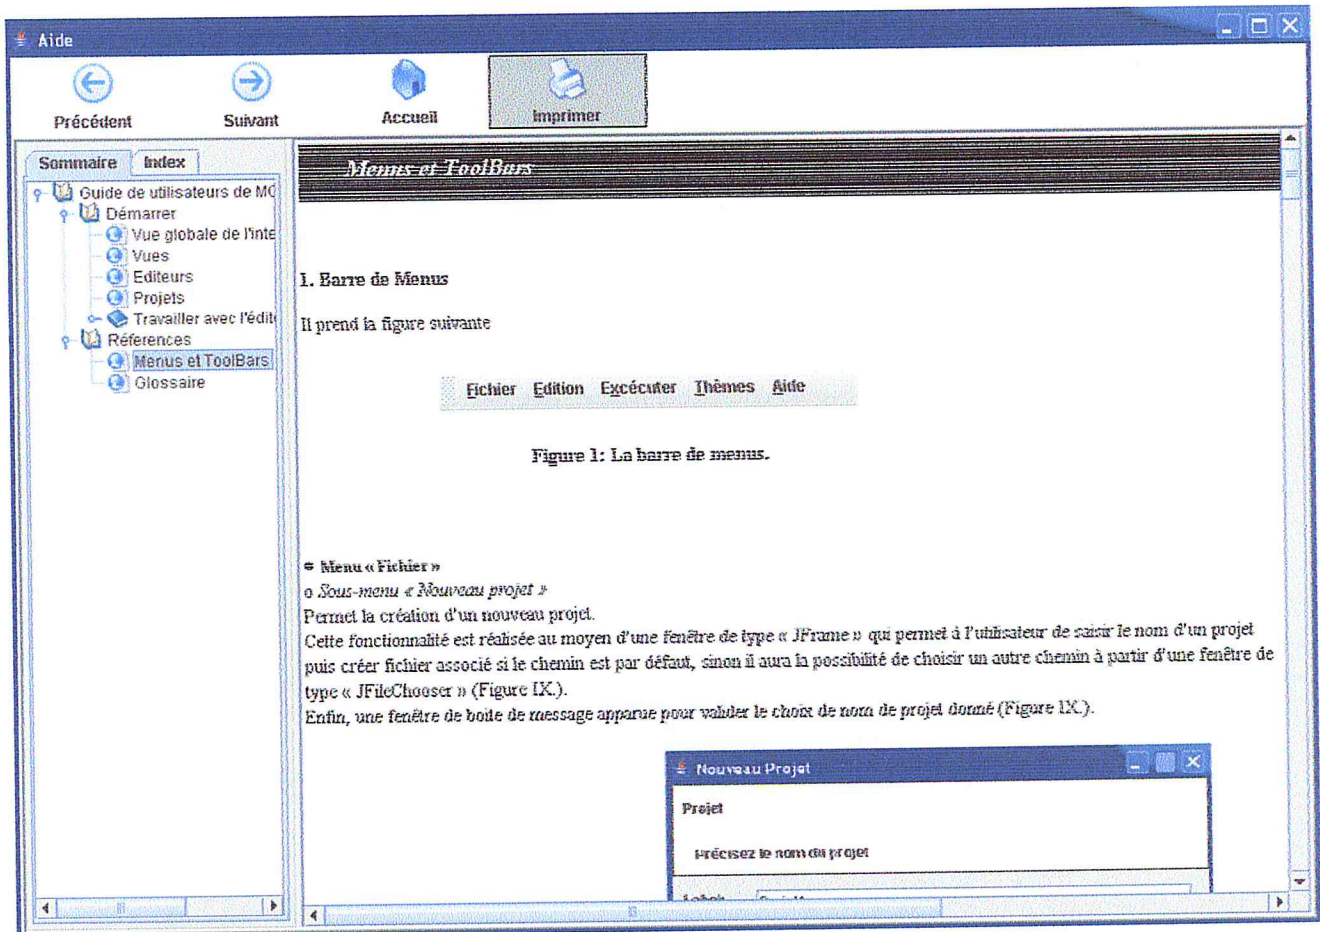 Aide
Précédent Suivant Accueil Imprimer
Sommaire Index
Guide de utilisateurs de MC
Démarrer
Vue globale de l'inte
Vues
Editeurs
Projets
Travailler avec l'édite
Réferences
Menus et ToolBars
Glossaire
Menus et ToolBars
1. Barre de Menus
Il prend la figure suivante
Fichier Edition Excécuter Thèmes Aide
Figure 1: La barre de menus.
Menu « Fichier »
o Sous-menu « Nouveau projet »
Permet la création d'un nouveau projet.
Cette fonctionnalité est réalisée au moyen d'une fenêtre de type « JFrame » qui permet à l'utilisateur de saisir le nom d'un projet
puis créer fichier associé si le chemin est par défaut, sinon il aura la possibilité de choisir un autre chemin à partir d'une fenêtre de
type « JFileChooser » (Figure IX.).
Enfin, une fenêtre de boite de message apparue pour valider le choix de nom de projet donné (Figure IX.).
Nouveau Projet
Projet
Précisez le nom du projet